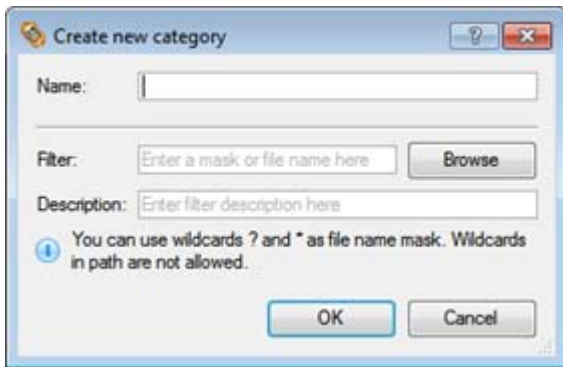 Create new category
Name:
Filter: Enter a mask or file name here Browse
Description: Enter filter description here
You can use wildcards ? and * as file name mask. Wildcards
in path are not allowed.
OK Cancel